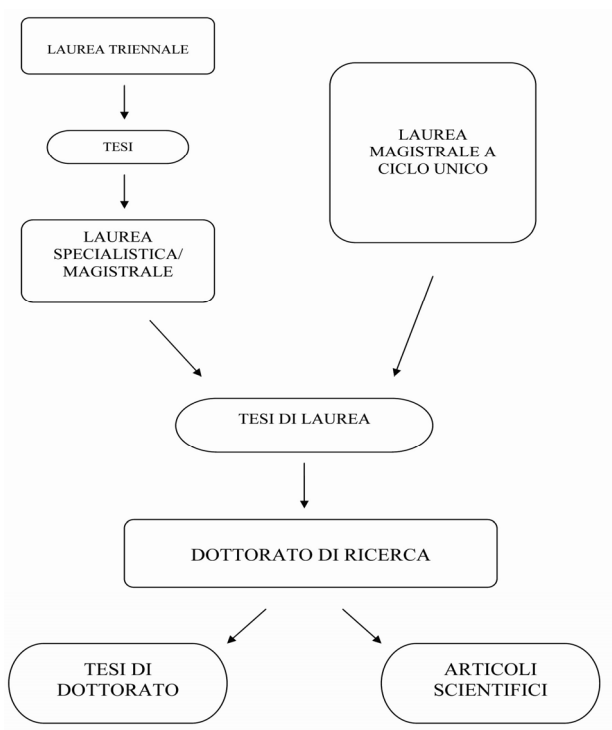 LAUREA TRIENNALE
TESI
LAUREA
SPECIALISTICA/
MAGISTRALE
LAUREA
MAGISTRALE A
CICLO UNICO
TESI DI LAUREA
DOTTORATO DI RICERCA
TESI DI
DOTTORATO
ARTICOLI
SCIENTIFICI